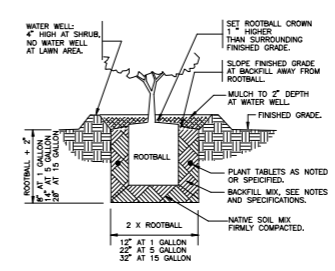 WATER WELL:
4" HIGH AT SHRUB,
NO WATER WELL
AT LAWN AREA.
SET ROOTBALL CROWN
1" HIGHER
THAN SURROUNDING
FINISHED GRADE.
SLOPE FINISHED GRADE
AT BACKFILL AWAY FROM
ROOTBALL.
MULCH TO 2" DEPTH
AT WATER WELL.
FINISHED GRADE.
ROOTBALL
ROOTBALL + 2"
8" AT 1 GALLON
14" AT 5 GALLON
28" AT 15 GALLON
PLANT TABLETS AS NOTED
OR SPECIFIED.
BACKFILL MIX, SEE NOTES
AND SPECIFICATIONS.
NATIVE SOIL MIX
FIRMLY COMPACTED.
2 X ROOTBALL
12" AT 1 GALLON
22" AT 5 GALLON
32" AT 15 GALLON